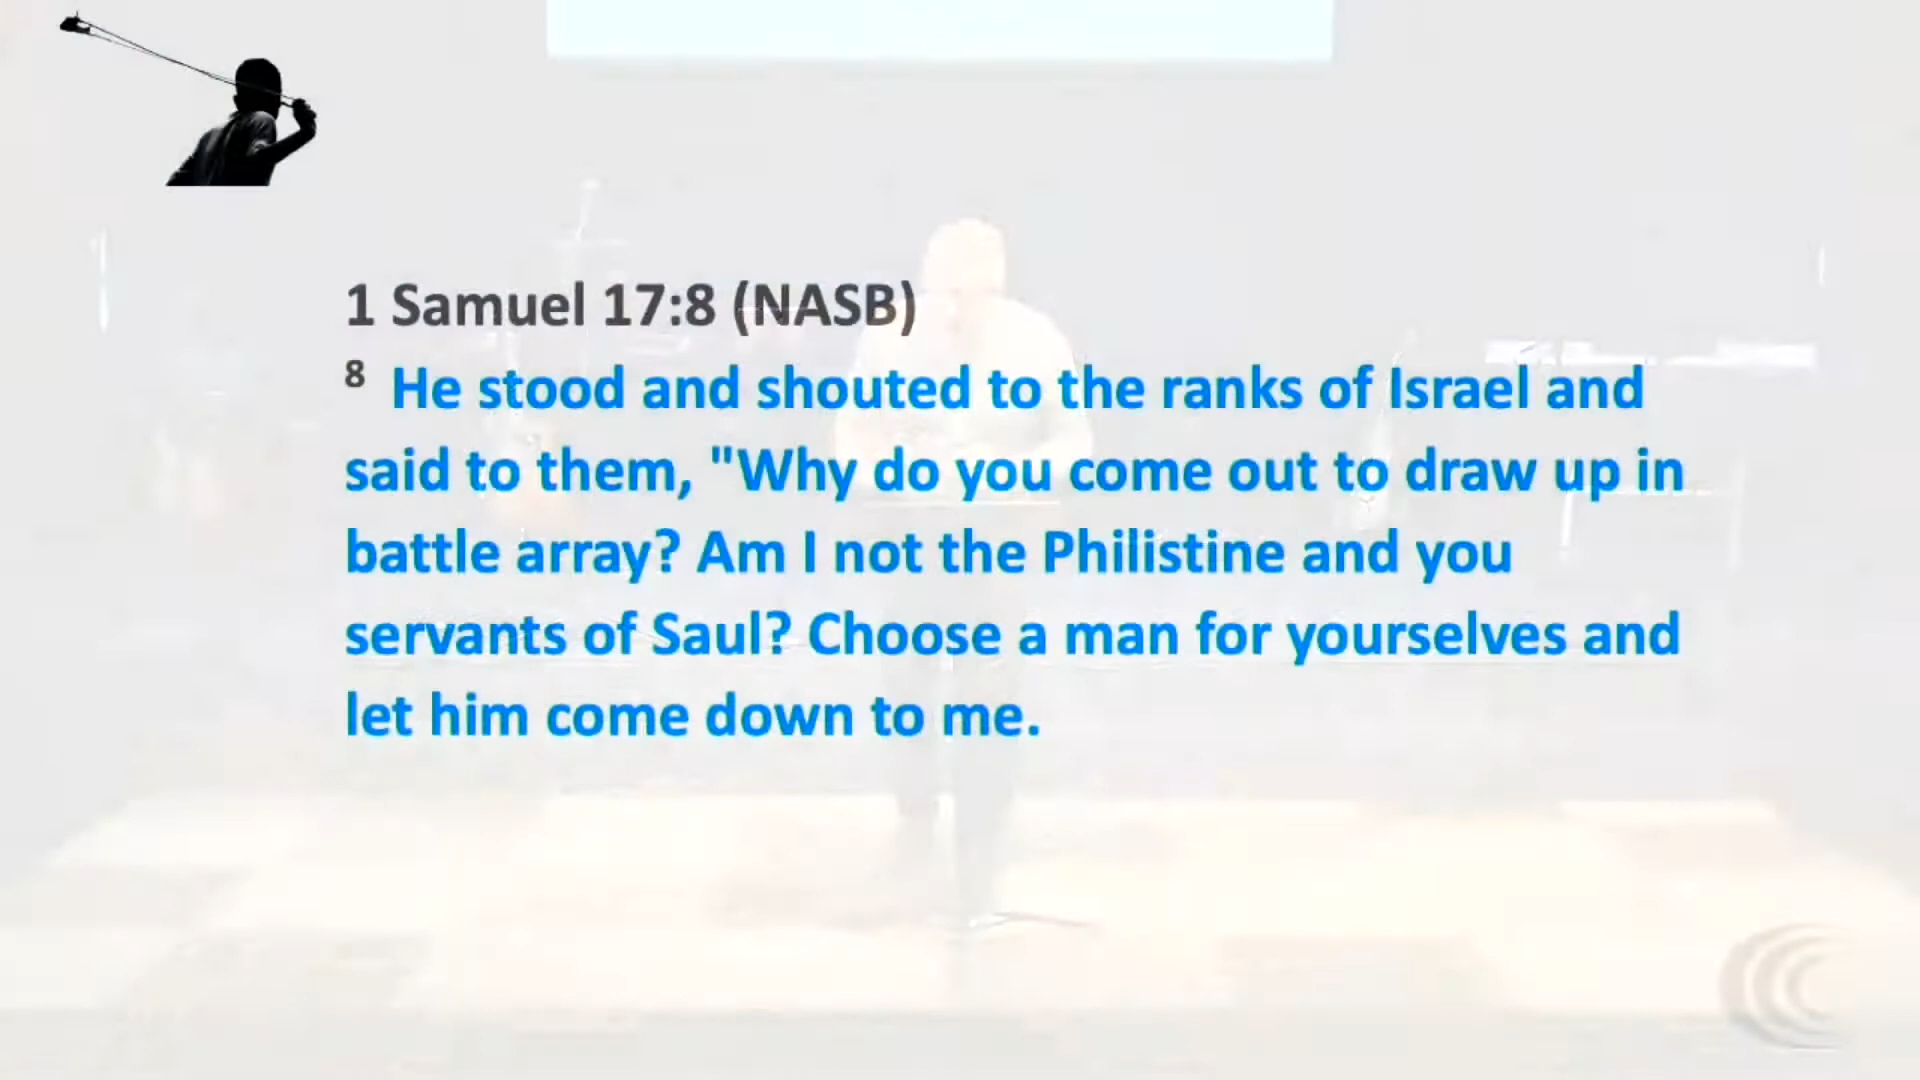 1 Samuel 17:8 (NASB)
8 He stood and shouted to the ranks of Israel and
said to them, "Why do you come out to draw up in
battle array? Am I not the Philistine and you
servants of Saul? Choose a man for yourselves and
let him come down to me.